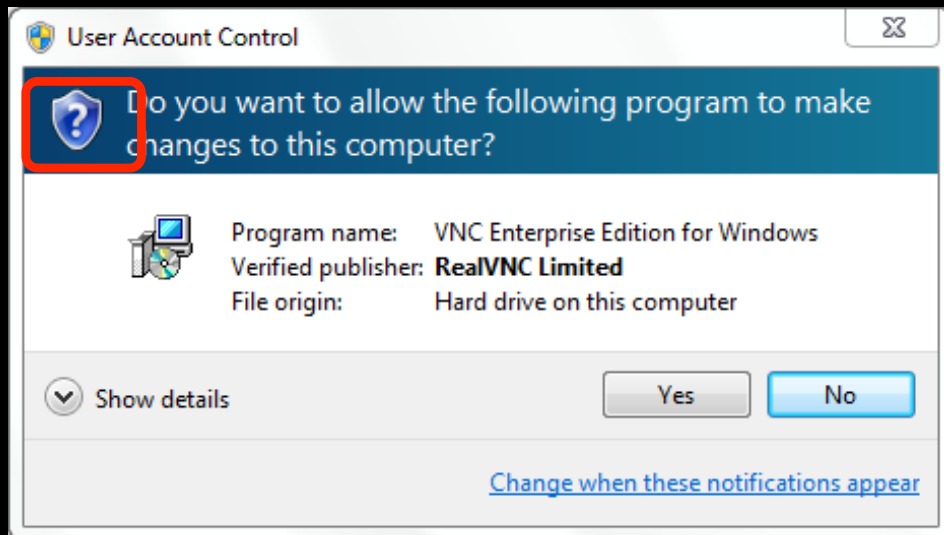 User Account Control
Do you want to allow the following program to make
changes to this computer?
Program name: VNC Enterprise Edition for Windows
Verified publisher: RealVNC Limited
File origin: Hard drive on this computer
Show details
Yes
No
Change when these notifications appear